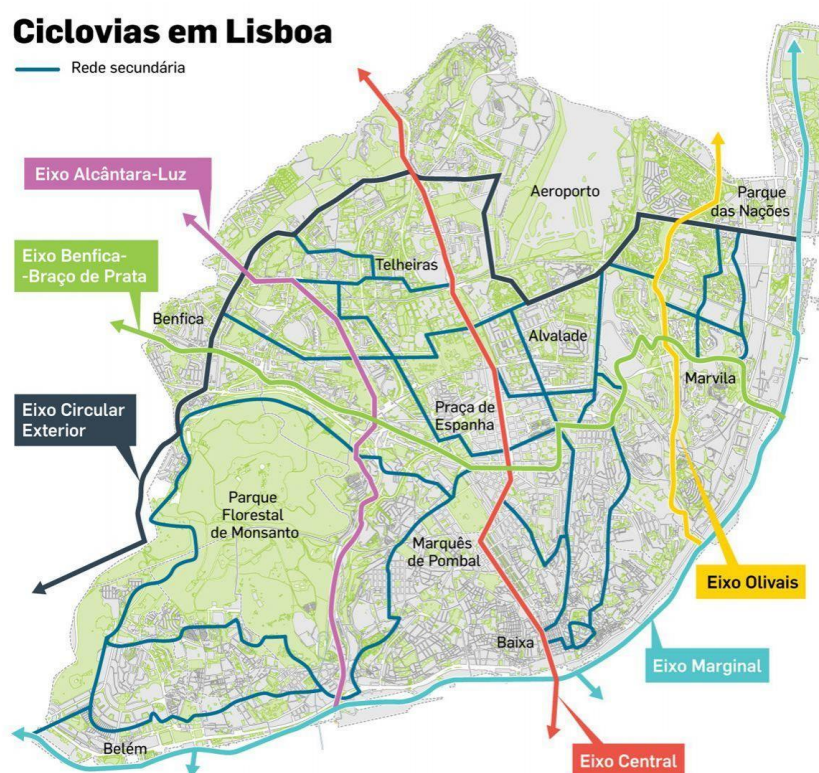 Ciclovias em Lisboa
Rede secundária
Eixo Alcântara-Luz
Aeroporto
Parque
das Nações
Eixo Benfica-
-Braço de Prata
Telheiras
Benfica
Alvalade
Marvila
Eixo Circular
Exterior
Praça de
Espanha
Parque
Florestal
de Monsanto
Marquês
de Pombal
Eixo Olivais
Baixa
Eixo Marginal
Belém
Eixo Central